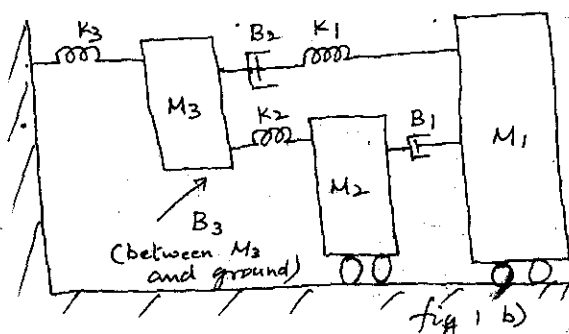 K3
B2
K1
M3
K2
B1
M2
M1
B3
(between M3
and ground)
fig 1 b)